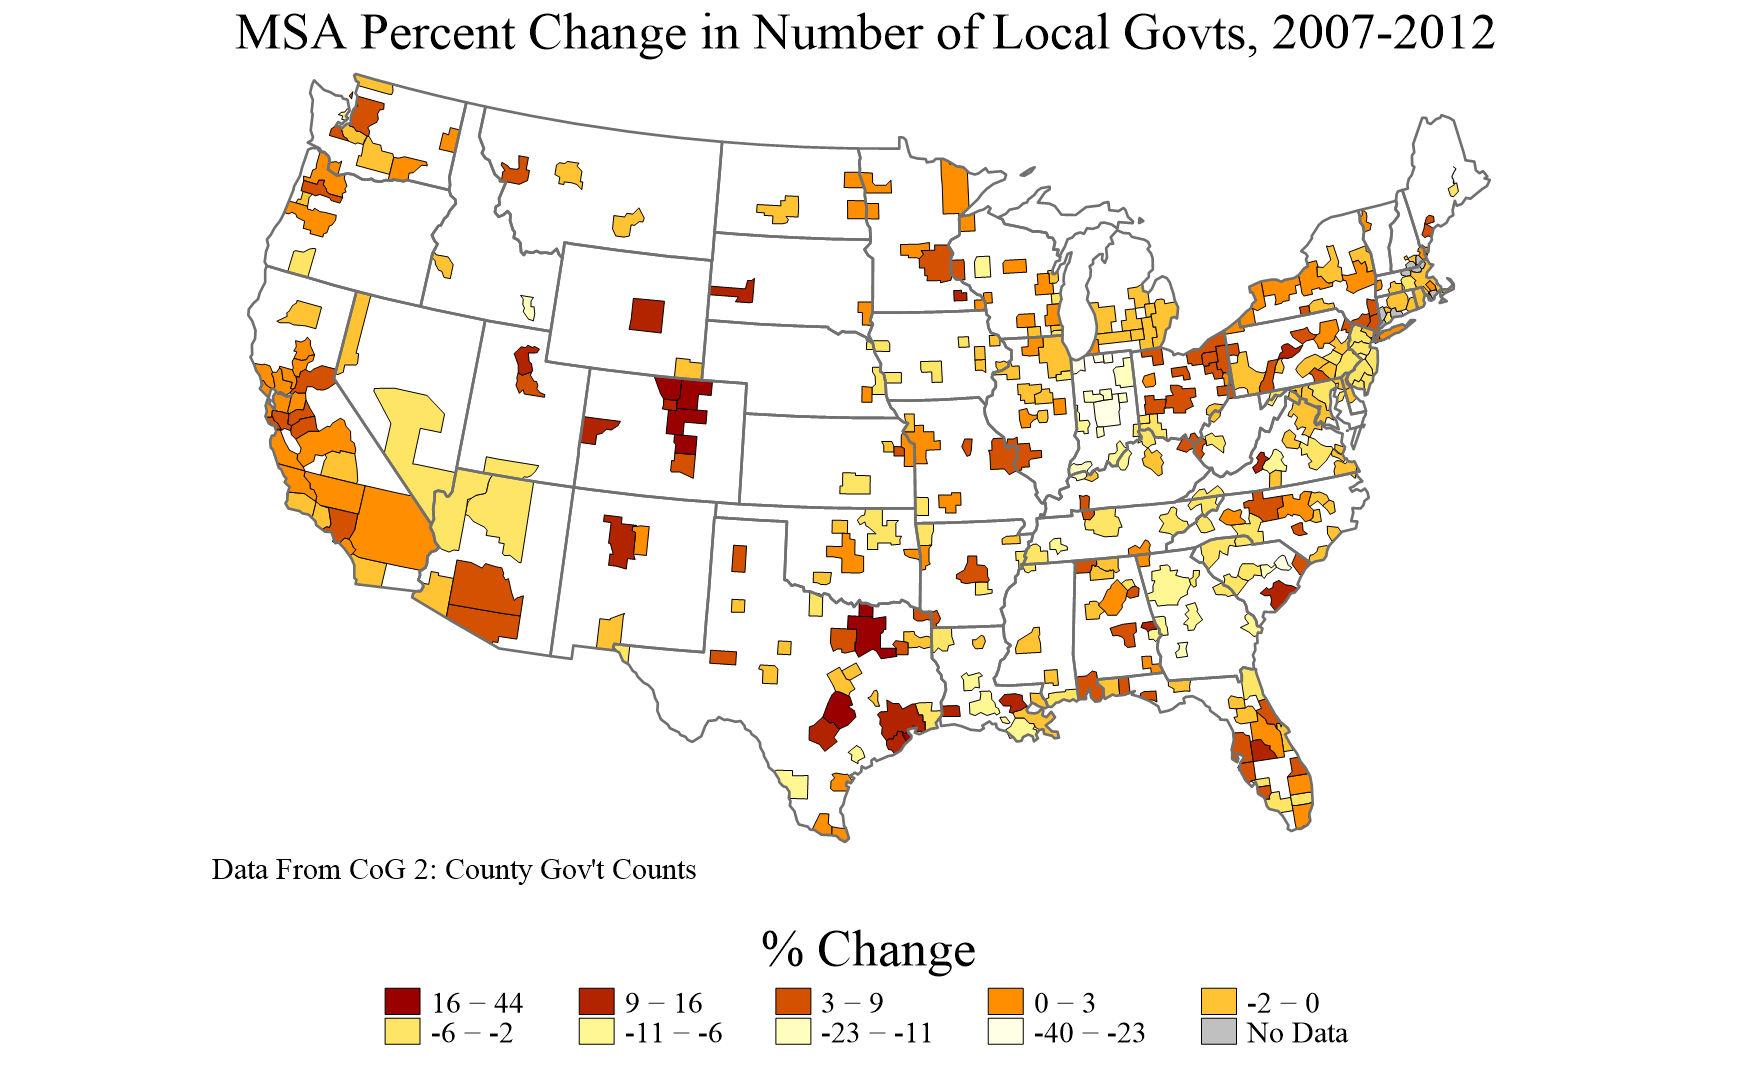 MSA Percent Change in Number of Local Govts, 2007-2012
Data From CoG 2: County Gov't Counts
% Change
16 − 44 9 − 16 3 − 9 0 − 3 -2 − 0
-6 − -2 -11 − -6 -23 − -11 -40 − -23 No Data